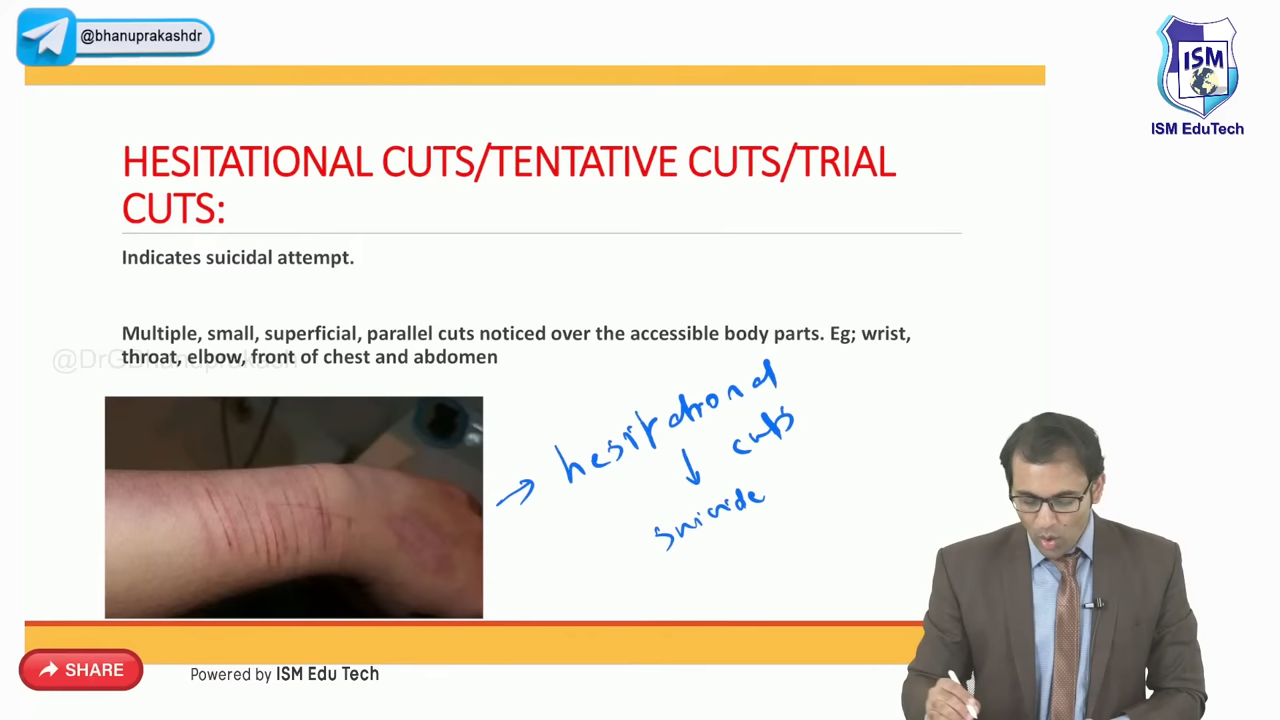 @bhanuprakashdr
ISM
ISM EduTech
HESITATIONAL CUTS/TENTATIVE CUTS/TRIAL
CUTS:
Indicates suicidal attempt.
Multiple, small, superficial, parallel cuts noticed over the accessible body parts. Eg; wrist,
throat, elbow, front of chest and abdomen
@DrGBhanuprakash
→ hesitational
cuts
↓
suicide
SHARE
Powered by ISM Edu Tech